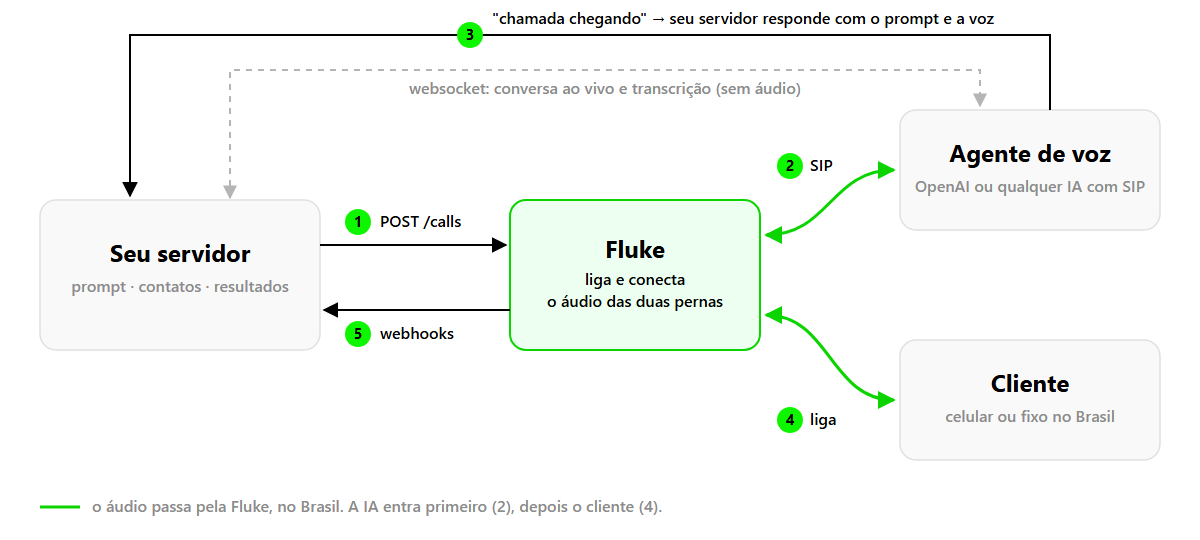 "chamada chegando" → seu servidor responde com o prompt e a voz
3
websocket: conversa ao vivo e transcrição (sem áudio)
Agente de voz
OpenAI ou qualquer IA com SIP
2 SIP
1 POST /calls
Seu servidor
prompt · contatos · resultados
Fluke
liga e conecta
o áudio das duas pernas
5 webhooks
Cliente
celular ou fixo no Brasil
4 liga
o áudio passa pela Fluke, no Brasil. A IA entra primeiro (2), depois o cliente (4).